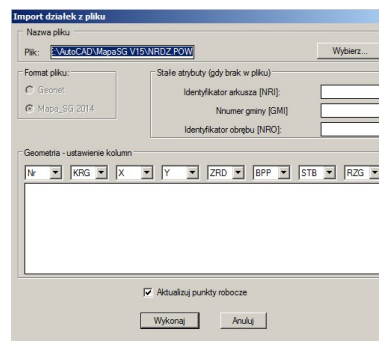 Import działek z pliku
Nazwa pliku
Plik: E:\AutoCAD\MapaSG V15\NRDZ.POW Wybierz...
Format pliku:
Geonet
Mapa_SG 2014
Stałe atrybuty (gdy brak w pliku)
Identyfikator arkusza [NRI]:
Nnumer gminy [GMI]
Identyfikator obrębu [NRO]:
Geometria - ustawienie kolumn
Nr KRG X Y ZRD BPP STB RZG
Aktualizuj punkty robocze
Wykonaj Anuluj